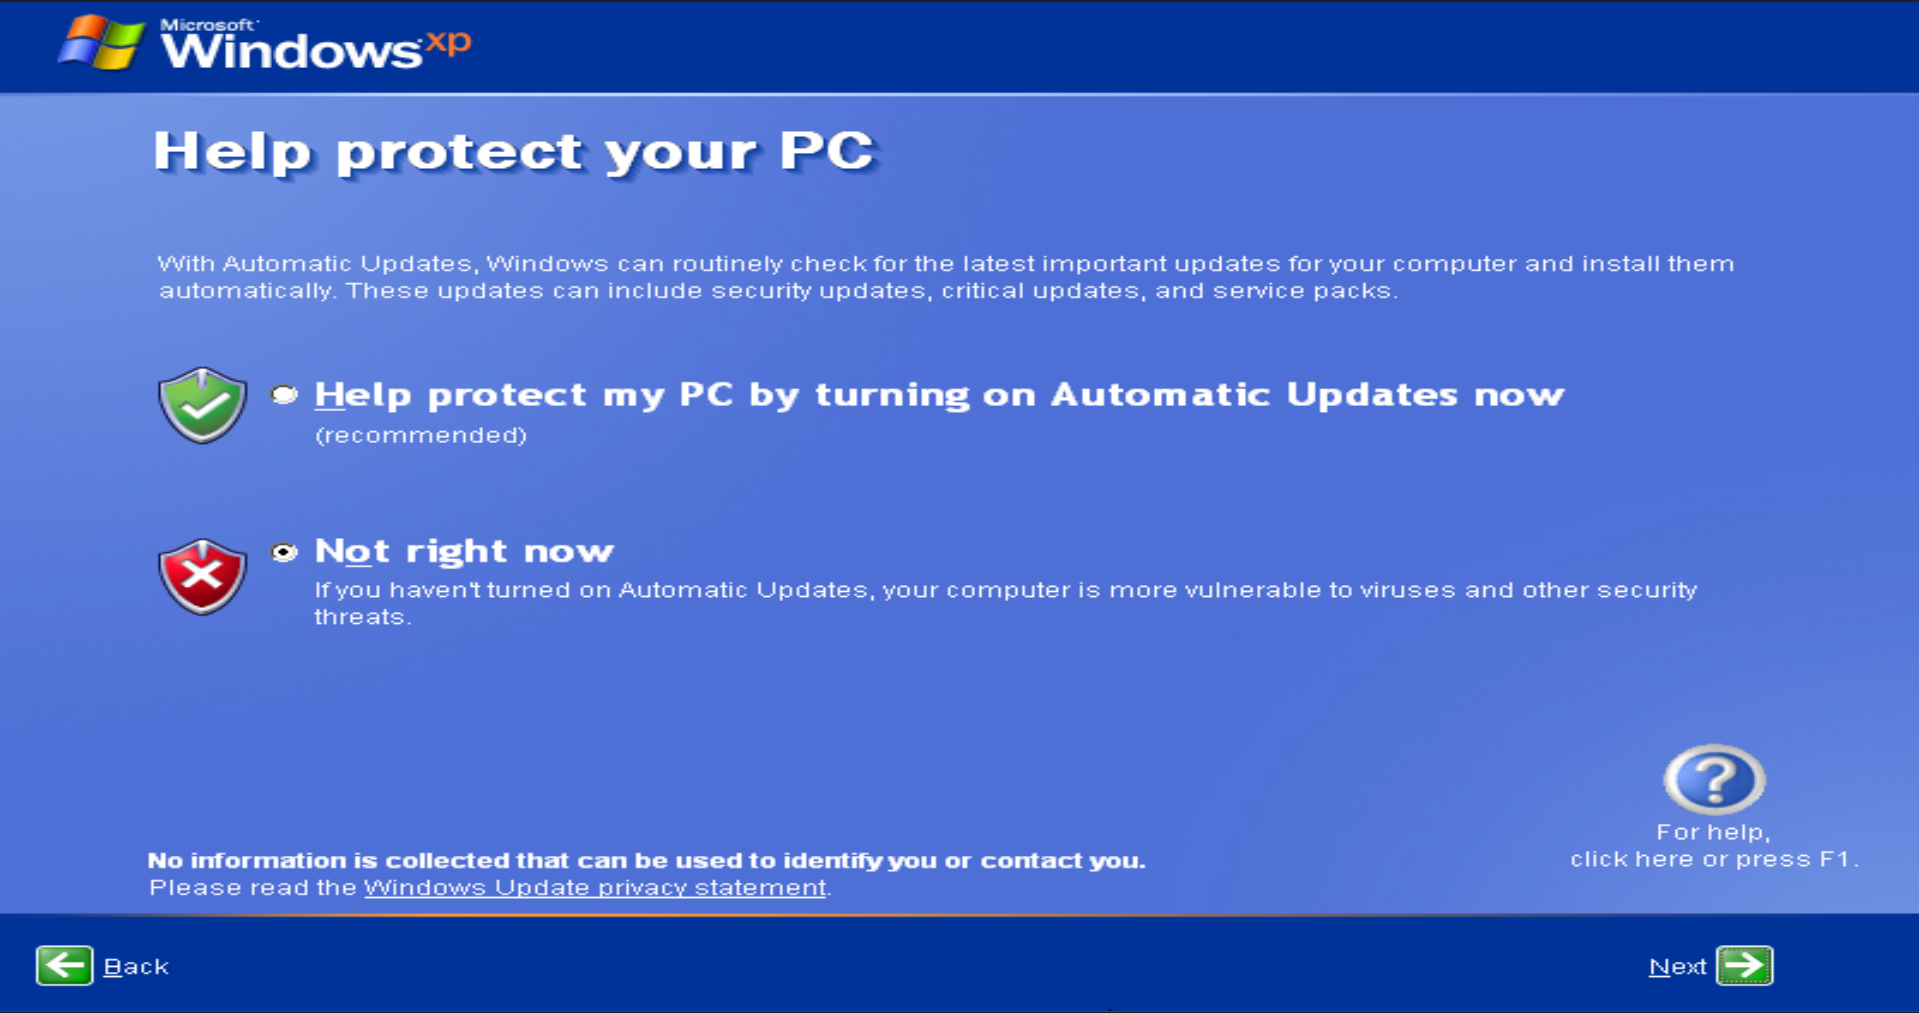 Microsoft
Windows xp
Help protect your PC
With Automatic Updates, Windows can routinely check for the latest important updates for your computer and install them
automatically. These updates can include security updates, critical updates, and service packs.
Help protect my PC by turning on Automatic Updates now
(recommended)
Not right now
If you haven't turned on Automatic Updates, your computer is more vulnerable to viruses and other security
threats.
For help,
click here or press F1.
No information is collected that can be used to identify you or contact you.
Please read the Windows Update privacy statement.
Back
Next